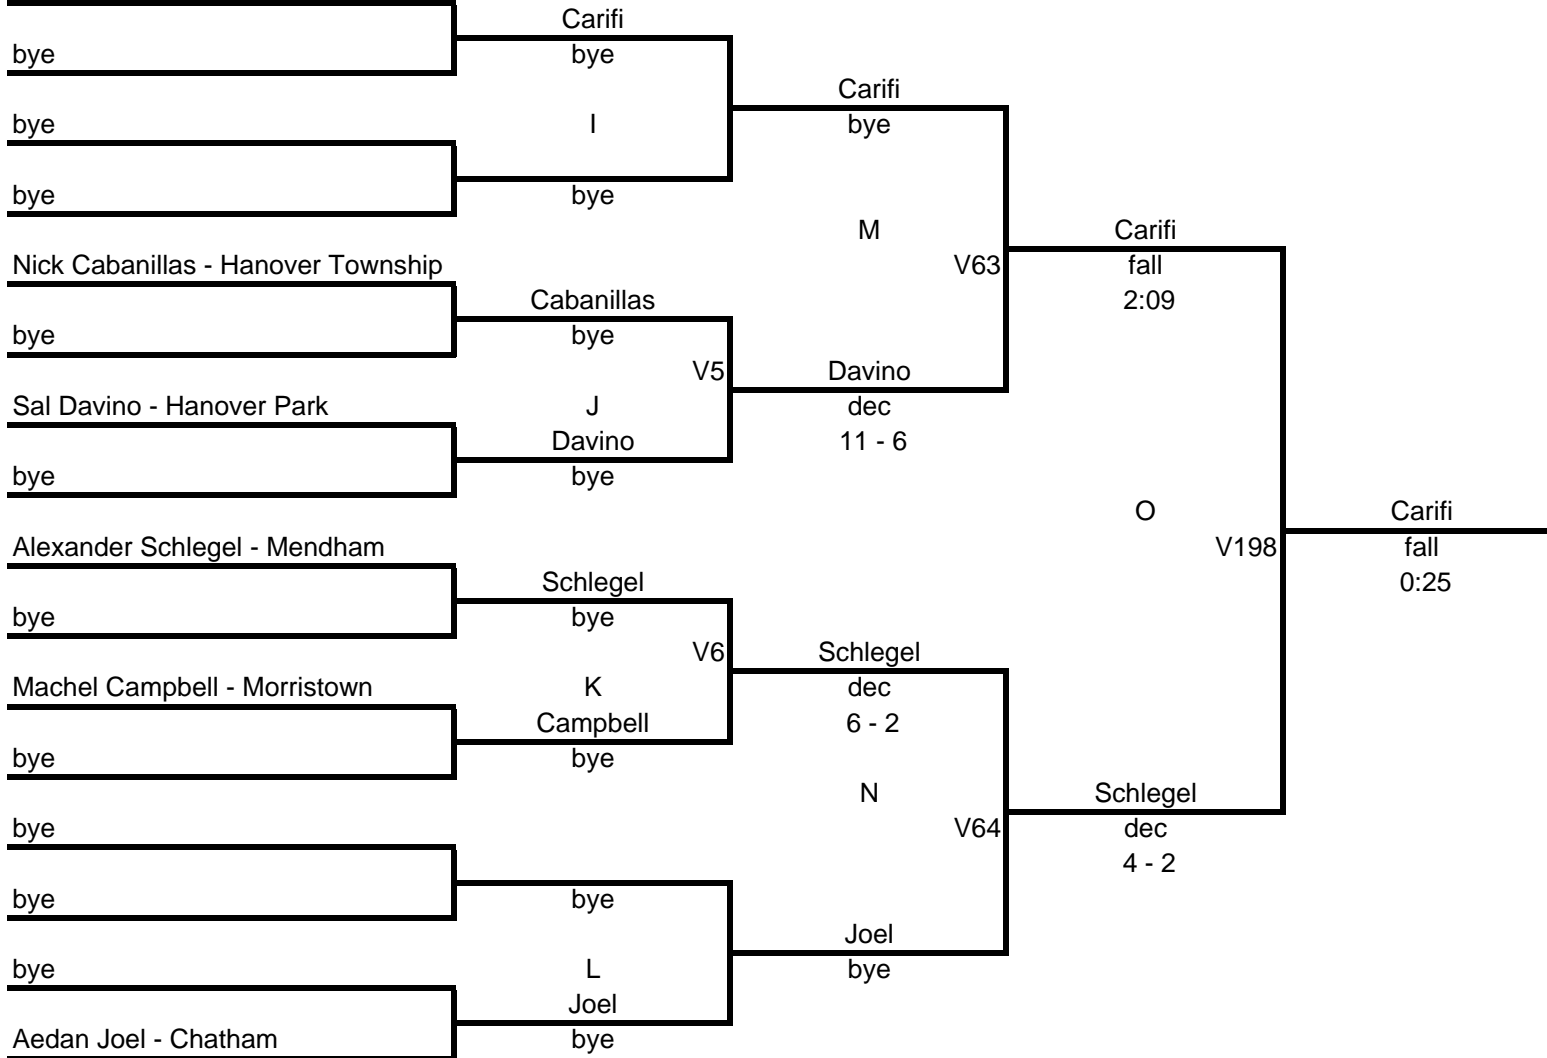 Carifi
bye
bye
Carifi
bye
I
bye
bye
bye
M
Carifi
Nick Cabanillas - Hanover Township
V63
fall
Cabanillas
2:09
bye
bye
V5
Davino
Sal Davino - Hanover Park
J
dec
Davino
11 - 6
bye
bye
O
Carifi
Alexander Schlegel - Mendham
V198
fall
Schlegel
0:25
bye
bye
V6
Schlegel
Machel Campbell - Morristown
K
dec
Campbell
6 - 2
bye
bye
N
Schlegel
bye
V64
dec
4 - 2
bye
bye
Joel
bye
L
bye
Joel
Aedan Joel - Chatham
bye